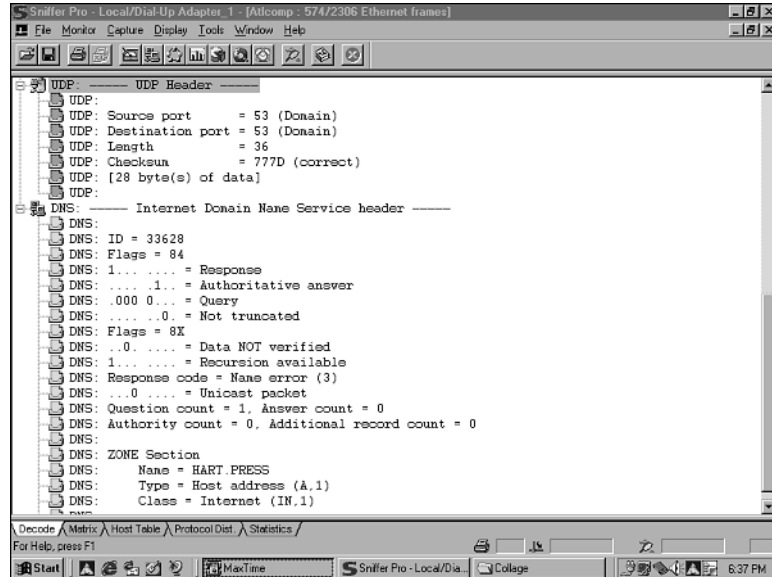 Sniffer Pro - Local/Dial-Up Adapter_1 - [Atlcomp : 574/2306 Ethernet frames]
File Monitor Capture Display Tools Window Help
UDP: ----- UDP Header -----
UDP:
UDP: Source port = 53 (Domain)
UDP: Destination port = 53 (Domain)
UDP: Length = 36
UDP: Checksum = 777D (correct)
UDP: [28 byte(s) of data]
UDP:
DNS: ----- Internet Domain Name Service header -----
DNS:
DNS: ID = 33628
DNS: Flags = 84
DNS: 1... .... = Response
DNS: .... .1.. = Authoritative answer
DNS: .000 0... = Query
DNS: .... ..0. = Not truncated
DNS: Flags = 8X
DNS: ..0. .... = Data NOT verified
DNS: 1... .... = Recursion available
DNS: Response code = Name error (3)
DNS: ...0 .... = Unicast packet
DNS: Question count = 1, Answer count = 0
DNS: Authority count = 0, Additional record count = 0
DNS:
DNS: ZONE Section
DNS: Name = HART.PRESS
DNS: Type = Host address (A,1)
DNS: Class = Internet (IN,1)
DNS:
Decode Matrix Host Table Protocol Dist. Statistics
For Help, press F1
Start MaxTime Sniffer Pro - Local/Dia... Collage 6:37 PM